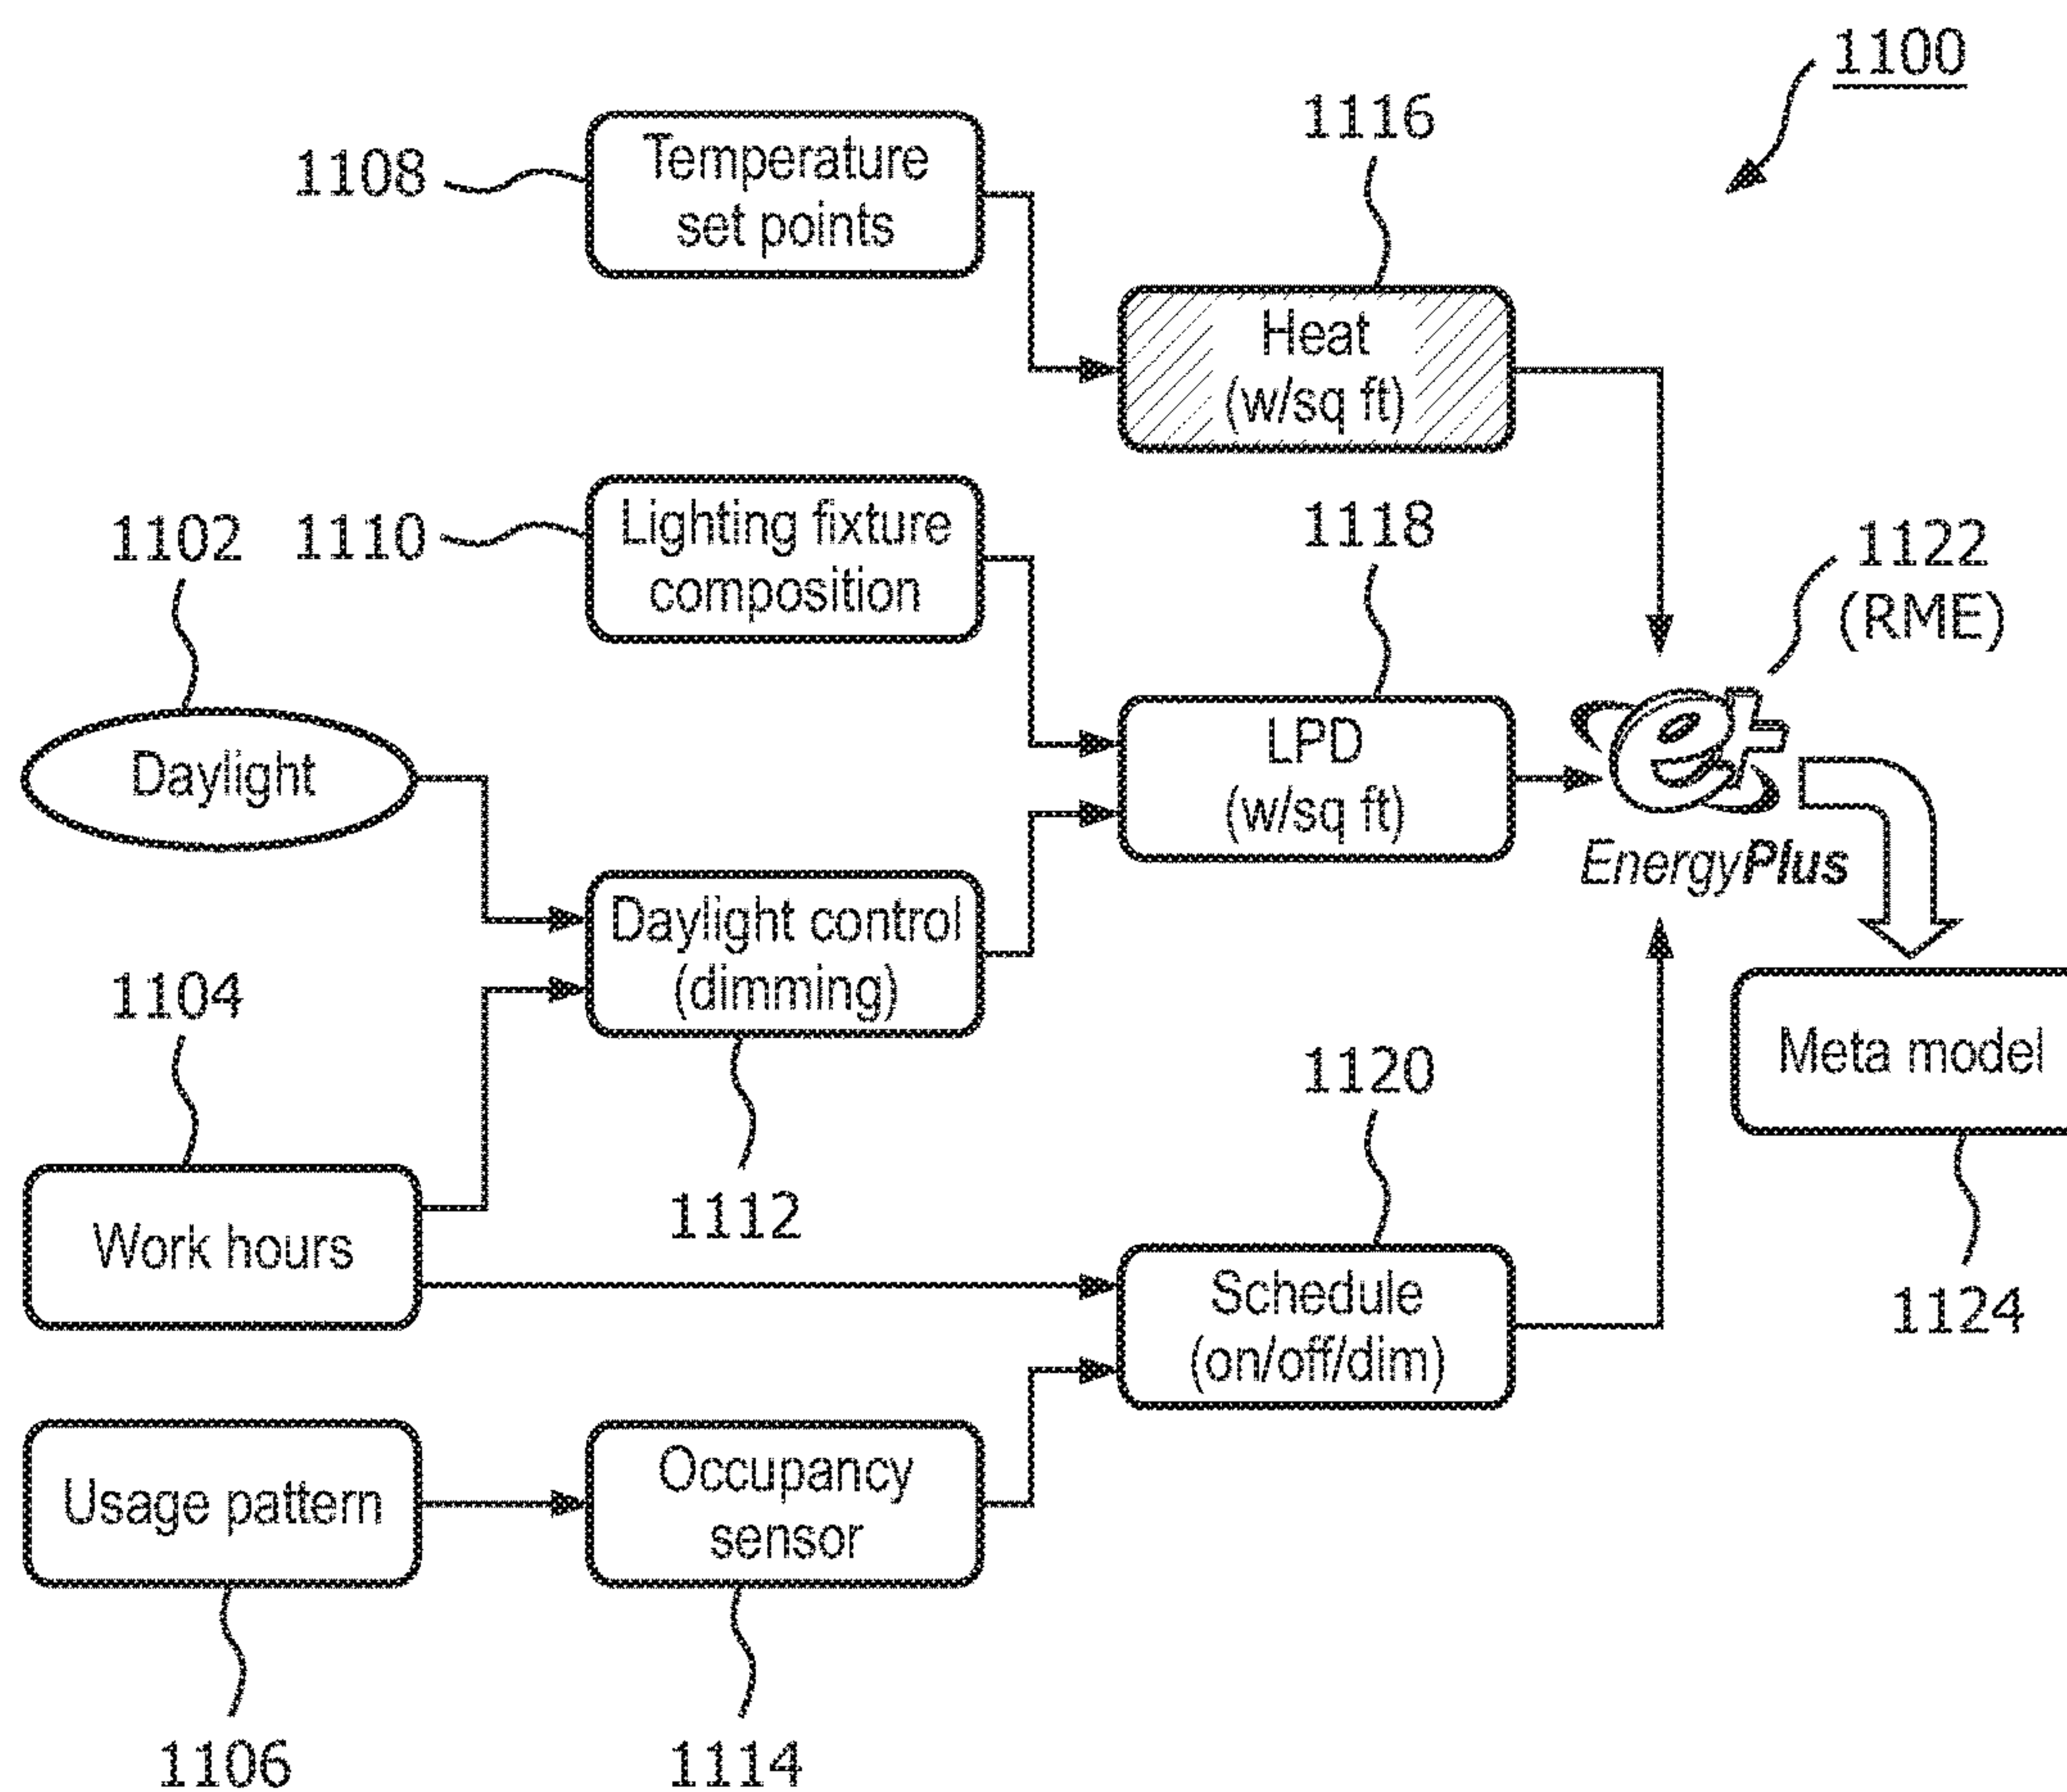 1100
1116
1108
Temperature
set points
Heat
(w/sq ft)
1102
1110
Lighting fixture
composition
1118
1122
(RME)
Daylight
LPD
(w/sq ft)
e+
EnergyPlus
Daylight control
(dimming)
1104
1120
Meta model
Work hours
1112
Schedule
(on/off/dim)
1124
Usage pattern
Occupancy
sensor
1106
1114